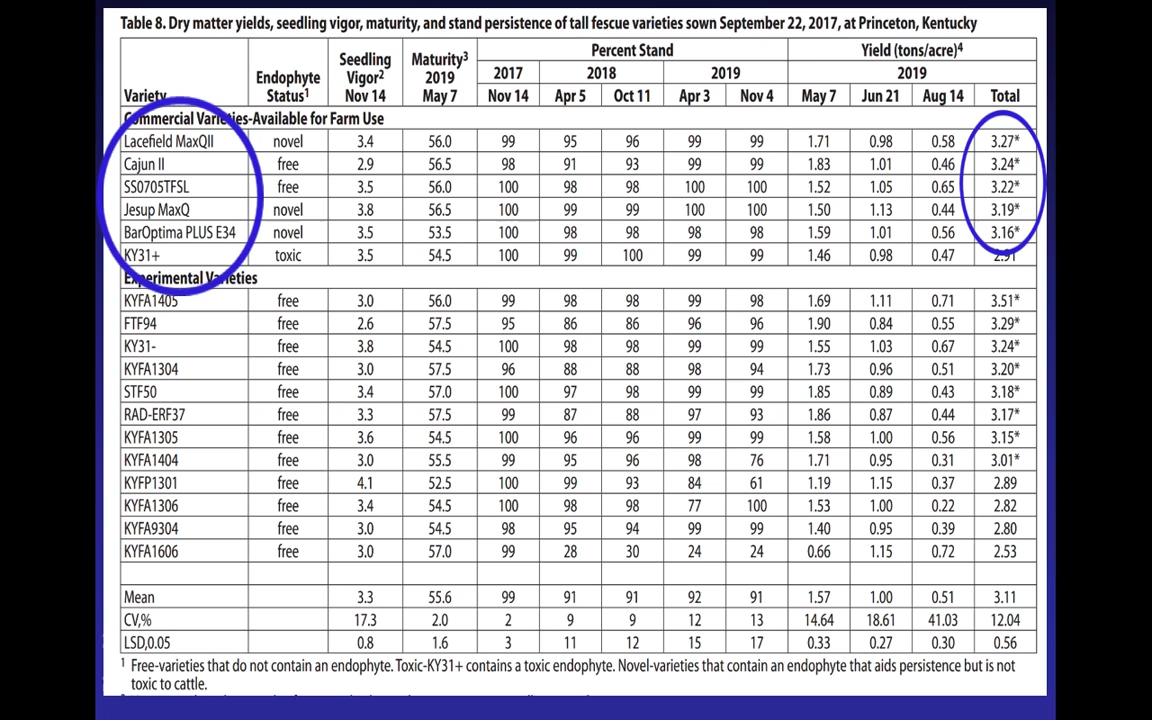 Table 8. Dry matter yields, seedling vigor, maturity, and stand persistence of tall fescue varieties sown September 22, 2017, at Princeton, Kentucky
Variety Endophyte Status1 Seedling Vigor2 Nov 14 Maturity3 2019 May 7 Percent Stand Yield (tons/acre)4
2017 2018 2019 2019
Nov 14 Apr 5 Oct 11 Apr 3 Nov 4 May 7 Jun 21 Aug 14 Total
Commercial Varieties-Available for Farm Use
Lacefield MaxQII novel 3.4 56.0 99 95 96 99 99 1.71 0.98 0.58 3.27*
Cajun II free 2.9 56.5 98 91 93 99 99 1.83 1.01 0.46 3.24*
SS0705TFSL free 3.5 56.0 100 98 98 100 100 1.52 1.05 0.65 3.22*
Jesup MaxQ novel 3.8 56.5 100 99 99 100 100 1.50 1.13 0.44 3.19*
BarOptima PLUS E34 novel 3.5 53.5 100 98 98 98 98 1.59 1.01 0.56 3.16*
KY31+ toxic 3.5 54.5 100 99 100 99 99 1.46 0.98 0.47 2.91
Experimental Varieties
KYFA1405 free 3.0 56.0 99 98 98 99 98 1.69 1.11 0.71 3.51*
FTF94 free 2.6 57.5 95 86 86 96 96 1.90 0.84 0.55 3.29*
KY31- free 3.8 54.5 100 98 98 99 99 1.55 1.03 0.67 3.24*
KYFA1304 free 3.0 57.5 96 88 88 98 94 1.73 0.96 0.51 3.20*
STF50 free 3.4 57.0 100 97 98 99 99 1.85 0.89 0.43 3.18*
RAD-ERF37 free 3.3 57.5 99 87 88 97 93 1.86 0.87 0.44 3.17*
KYFA1305 free 3.6 54.5 100 96 96 99 99 1.58 1.00 0.56 3.15*
KYFA1404 free 3.0 55.5 99 95 96 98 76 1.71 0.95 0.31 3.01*
KYFP1301 free 4.1 52.5 100 99 93 84 61 1.19 1.15 0.37 2.89
KYFA1306 free 3.4 54.5 100 98 98 77 100 1.53 1.00 0.22 2.82
KYFA9304 free 3.0 54.5 98 95 94 99 99 1.40 0.95 0.39 2.80
KYFA1606 free 3.0 57.0 99 28 30 24 24 0.66 1.15 0.72 2.53
Mean 3.3 55.6 99 91 91 92 91 1.57 1.00 0.51 3.11
CV,% 17.3 2.0 2 9 9 12 13 14.64 18.61 41.03 12.04
LSD,0.05 0.8 1.6 3 11 12 15 17 0.33 0.27 0.30 0.56
1 Free-varieties that do not contain an endophyte. Toxic-KY31+ contains a toxic endophyte. Novel-varieties that contain an endophyte that aids persistence but is not
toxic to cattle.